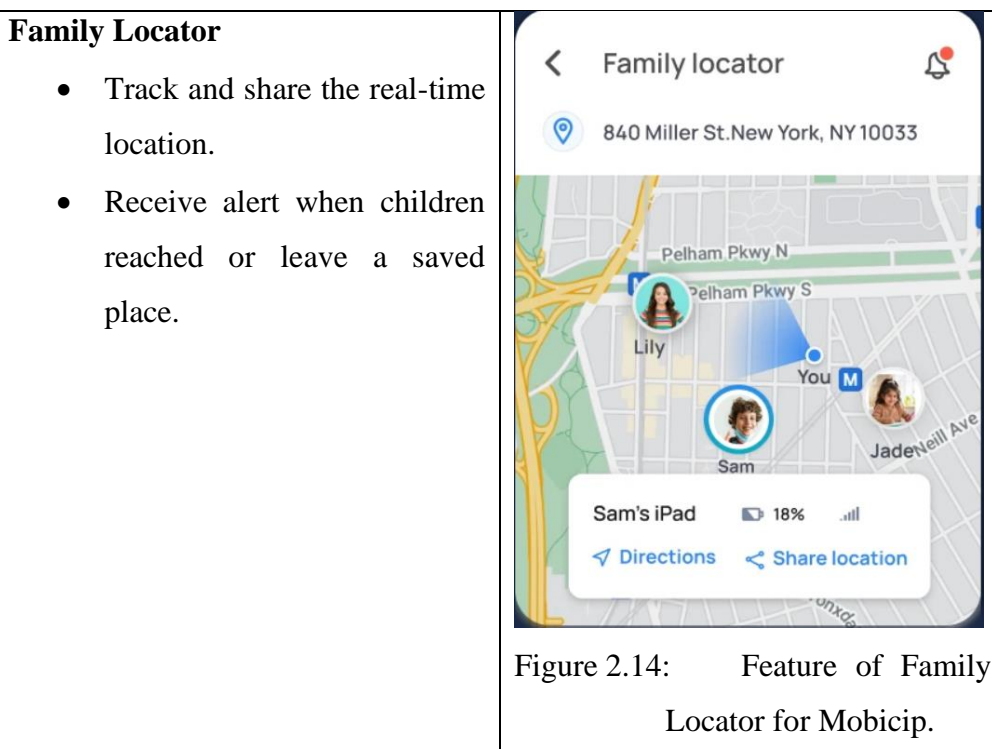 Family Locator
• Track and share the real-time
location.
• Receive alert when children
reached or leave a saved
place.
Family locator
840 Miller St.New York, NY 10033
Pelham Pkwy N
M
Pelham Pkwy S
Lily
You
M
Sam
Jade
Neill Ave
Sam's iPad 18%
Directions Share location
Figure 2.14: Feature of Family
Locator for Mobicip.